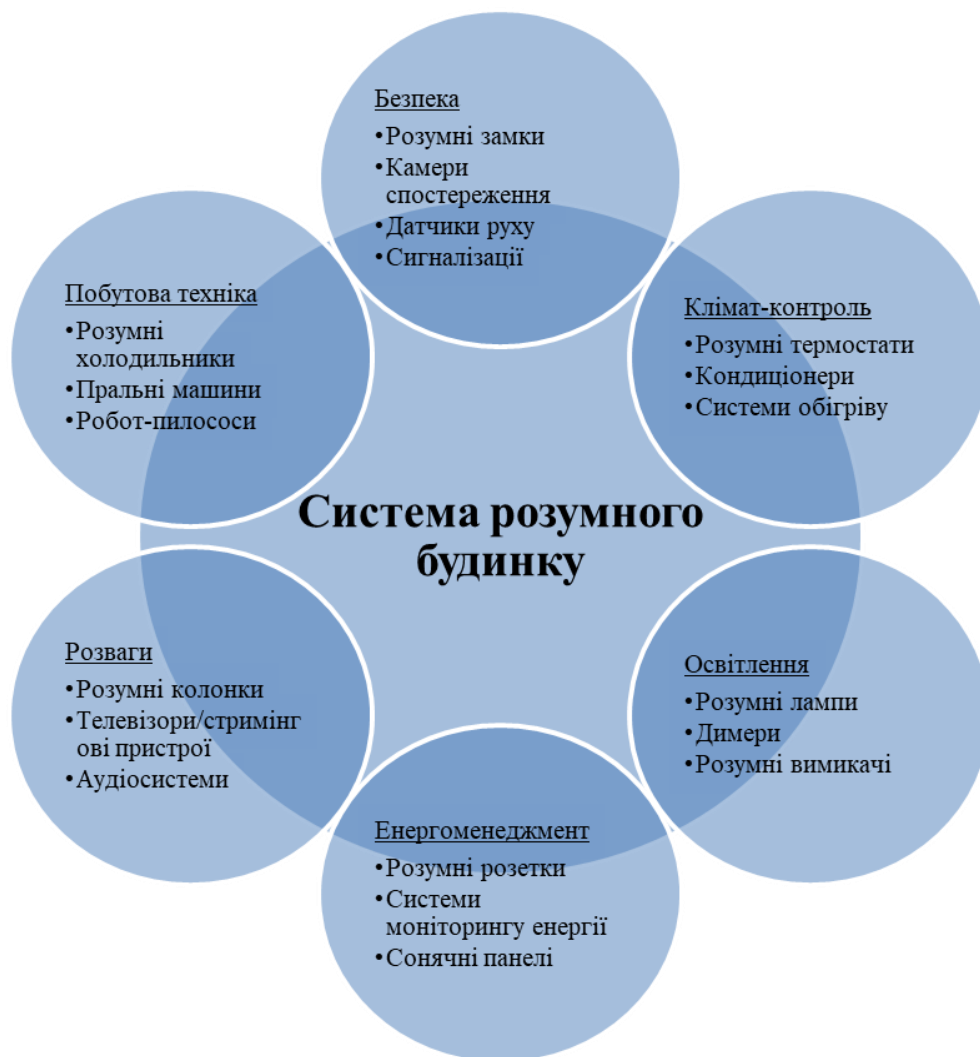 Безпека
•Розумні замки
•Камери
спостереження
•Датчики руху
•Сигналізації
Побутова техніка
•Розумні
холодильники
•Пральні машини
•Робот-пилососи
Клімат-контроль
•Розумні термостати
•Кондиціонери
•Системи обігріву
Система розумного
будинку
Розваги
•Розумні колонки
•Телевізори/стримінг
ові пристрої
•Аудіосистеми
Освітлення
•Розумні лампи
•Димери
•Розумні вимикачі
Енергоменеджмент
•Розумні розетки
•Системи
моніторингу енергії
•Сонячні панелі